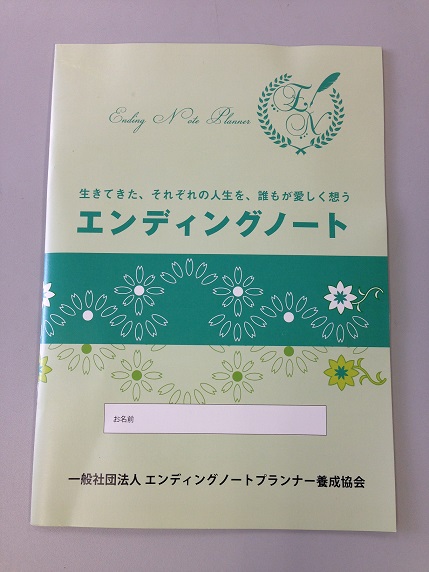 Ending Note Planner
E N
生きてきた、それぞれの人生を、誰もが愛しく想う
エンディングノート
お名前
一般社団法人 エンディングノートプランナー養成協会